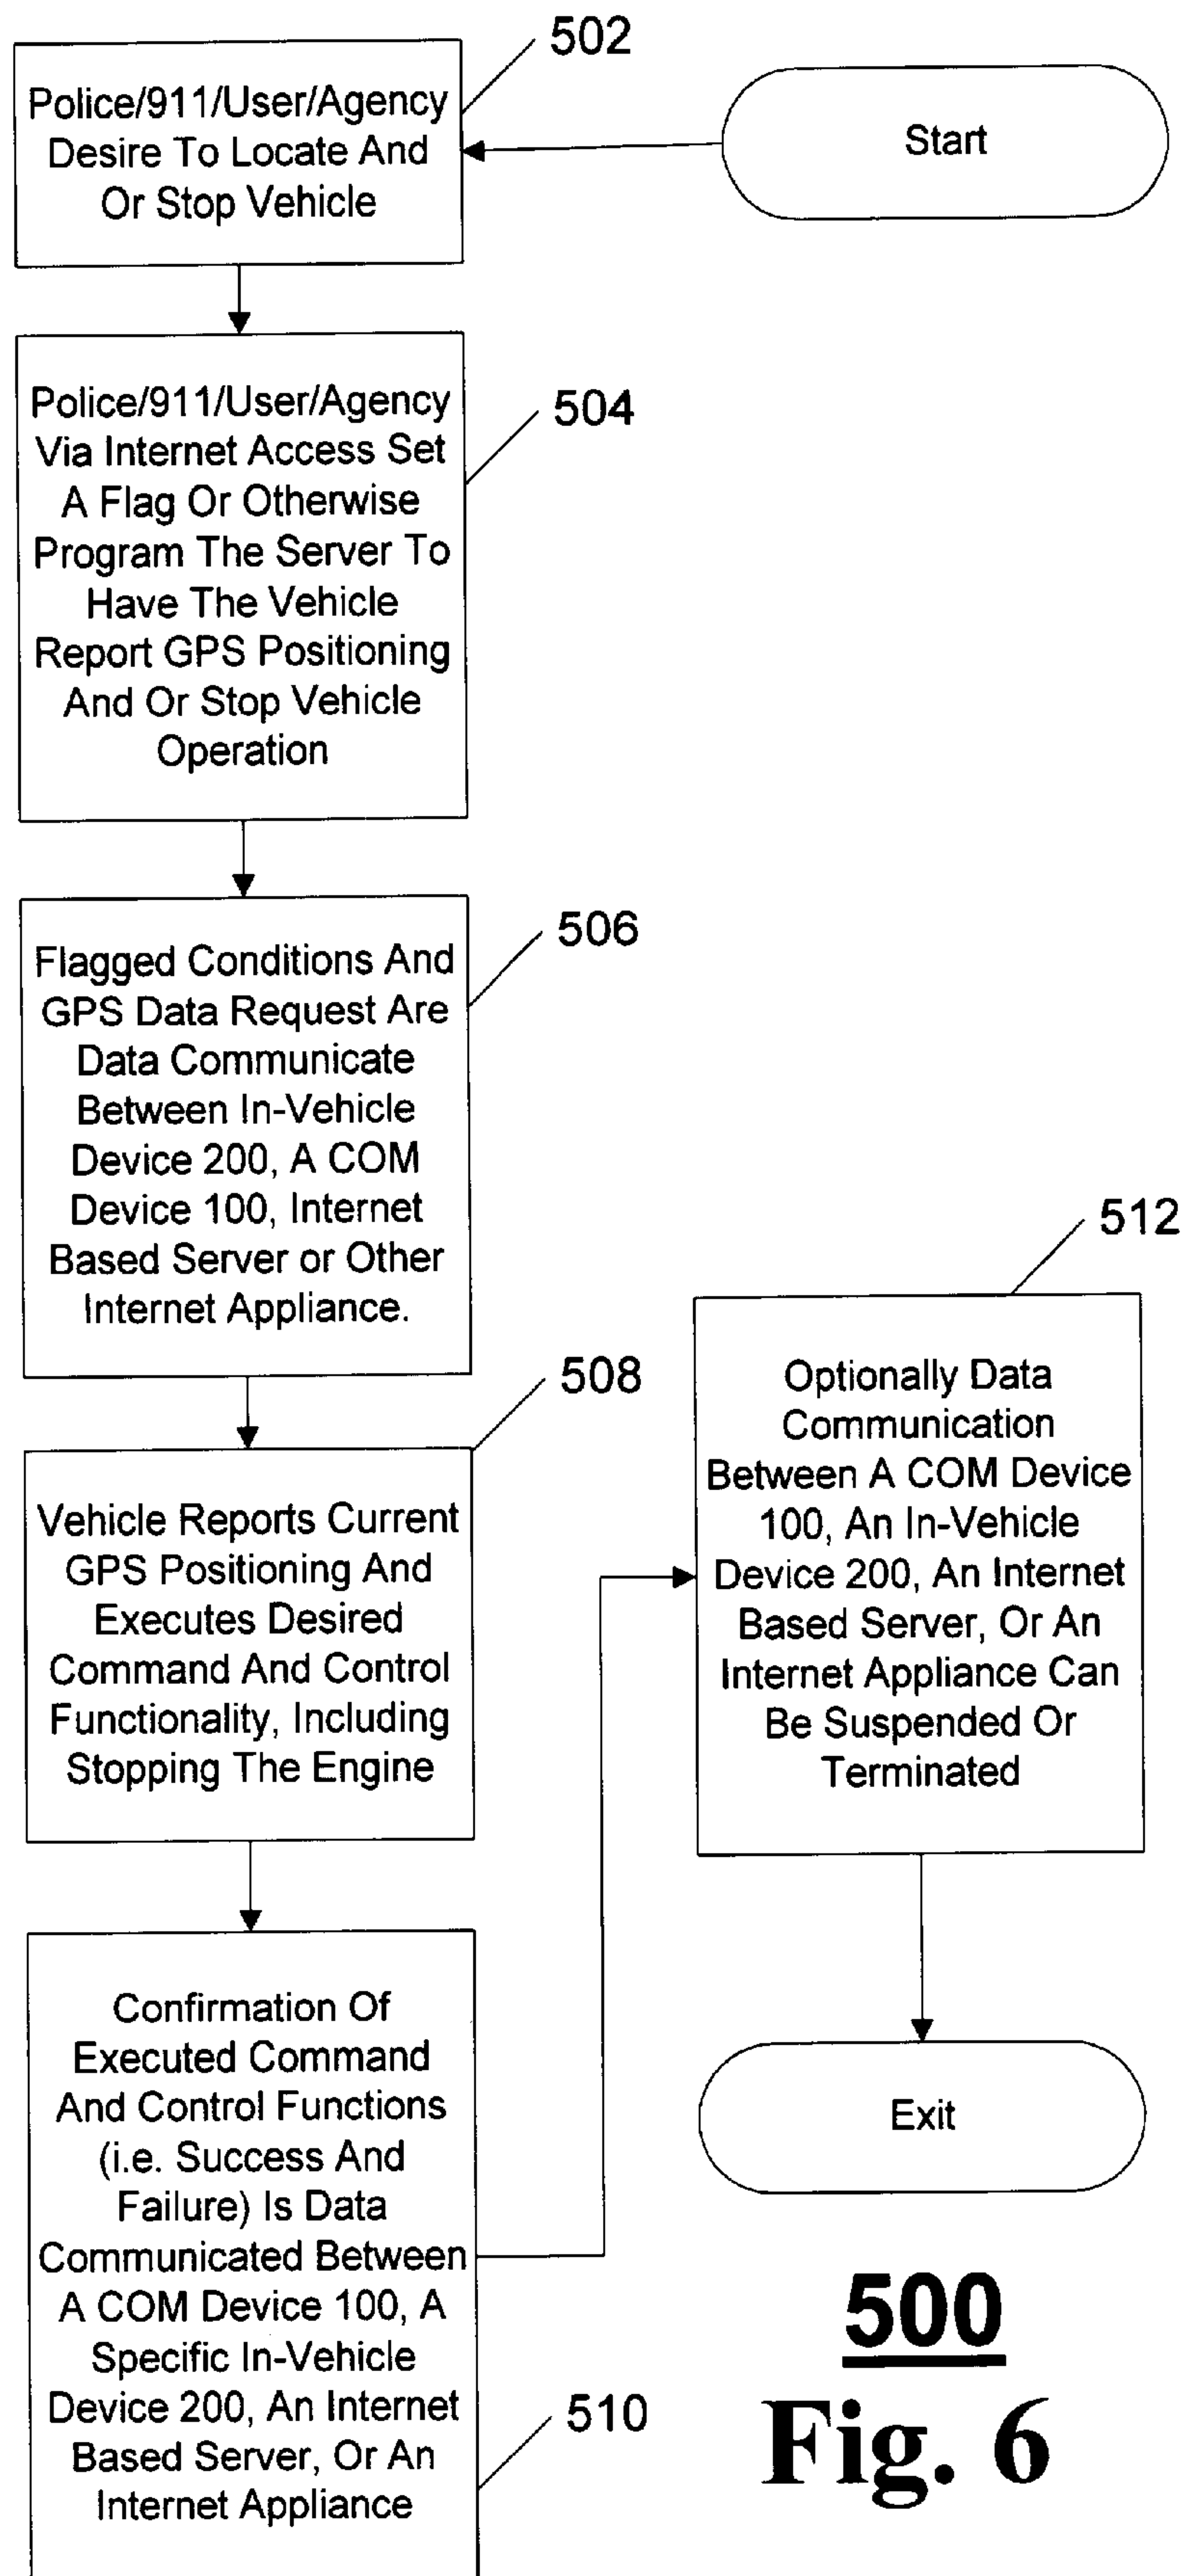 502
Start
Police/911/User/Agency
Desire To Locate And
Or Stop Vehicle
504
Police/911/User/Agency
Via Internet Access Set
A Flag Or Otherwise
Program The Server To
Have The Vehicle
Report GPS Positioning
And Or Stop Vehicle
Operation
506
Flagged Conditions And
GPS Data Request Are
Data Communicate
Between In-Vehicle
Device 200, A COM
Device 100, Internet
Based Server or Other
Internet Appliance.
508
Vehicle Reports Current
GPS Positioning And
Executes Desired
Command And Control
Functionality, Including
Stopping The Engine
Confirmation Of
Executed Command
And Control Functions
(i.e. Success And
Failure) Is Data
Communicated Between
A COM Device 100, A
Specific In-Vehicle
Device 200, An Internet
Based Server, Or An
Internet Appliance
510
512
Optionally Data
Communication
Between A COM Device
100, An In-Vehicle
Device 200, An Internet
Based Server, Or An
Internet Appliance Can
Be Suspended Or
Terminated
Exit
500
Fig. 6